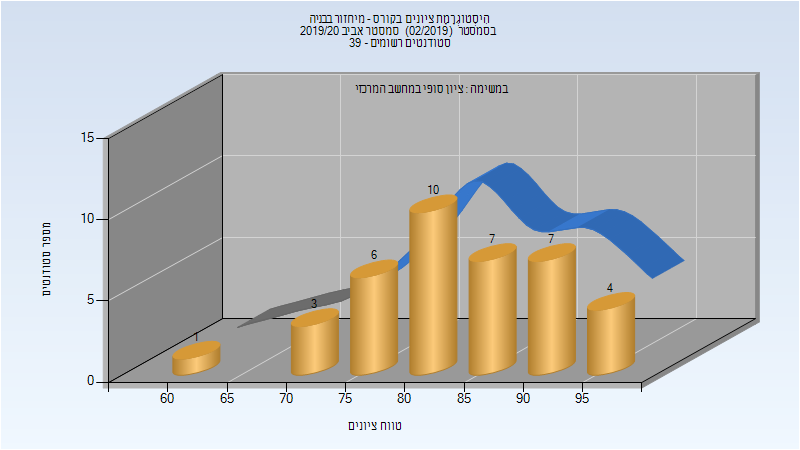 היסטוגרמת ציונים בקורס - מיחזור בבניה
בסמסטר (02/2019) סמסטר אביב 2019/20
סטודנטים רשומים - 39
במשימה : ציון סופי במחשב המרכזי
מספר סטודנטים
15
10
5
0
1
3
6
10
7
7
4
60 65 70 75 80 85 90 95
טווח ציונים